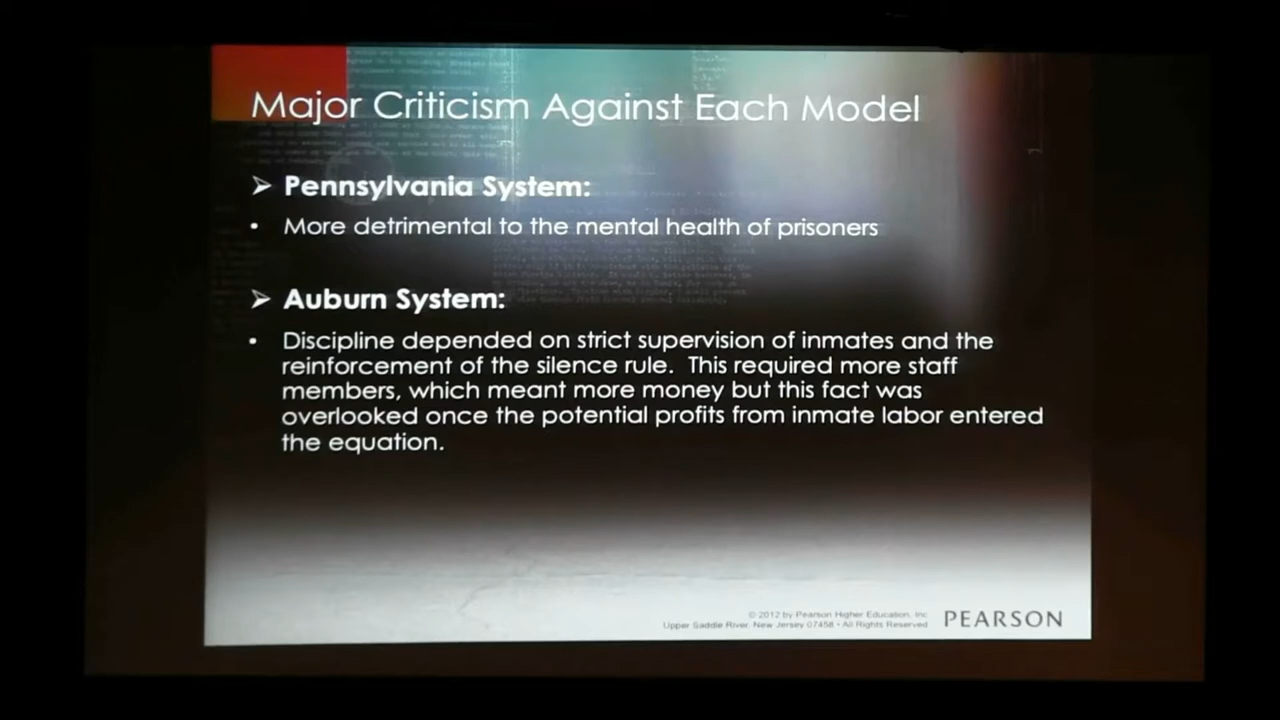 Major Criticism Against Each Model
➢ Pennsylvania System:
• More detrimental to the mental health of prisoners
➢ Auburn System:
• Discipline depended on strict supervision of inmates and the
reinforcement of the silence rule. This required more staff
members, which meant more money but this fact was
overlooked once the potential profits from inmate labor entered
the equation.
© 2012 by Pearson Higher Education, Inc
Upper Saddle River, New Jersey 07458 • All Rights Reserved
PEARSON